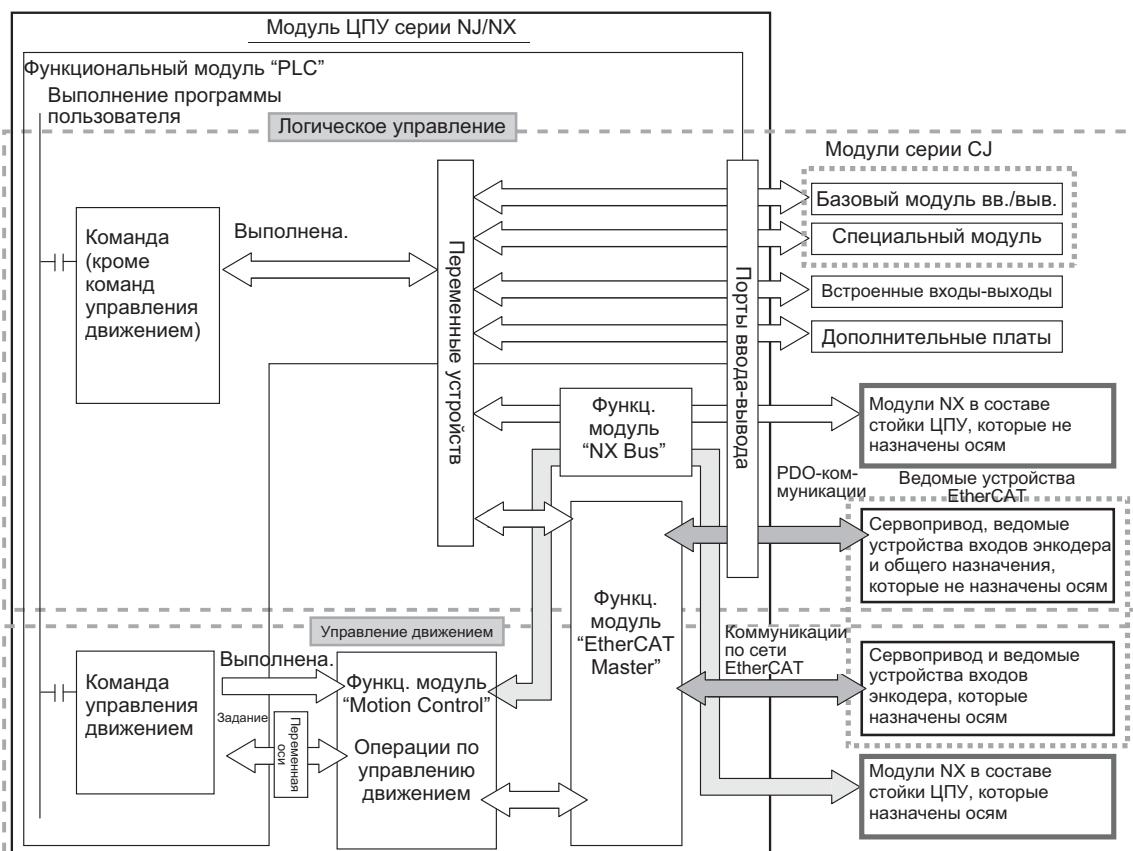 Модуль ЦПУ серии NJ/NX
Функциональный модуль “PLC”
Выполнение программы
пользователя
Логическое управление
Модули серии CJ
Базовый модуль вв./выв.
Специальный модуль
Встроенные входы-выходы
Дополнительные платы
Команда
(кроме
команд
управления
движением)
Выполнена.
Переменные устройств
Порты ввода-вывода
Функц.
модуль
“NX Bus”
Модули NX в составе
стойки ЦПУ, которые не
назначены осям
PDO-ком-
муникации
Ведомые устройства
EtherCAT
Сервопривод, ведомые
устройства входов энкодера
и общего назначения,
которые не назначены осям
Функц.
модуль
“EtherCAT
Master”
Управление движением
Коммуникации
по сети
EtherCAT
Сервопривод и ведомые
устройства входов
энкодера, которые
назначены осям
Команда
управления
движением
Выполнена.
Задание
Переменная
оси
Функц. модуль
“Motion Control”
Операции по
управлению
движением
Модули NX в составе
стойки ЦПУ, которые
назначены осям